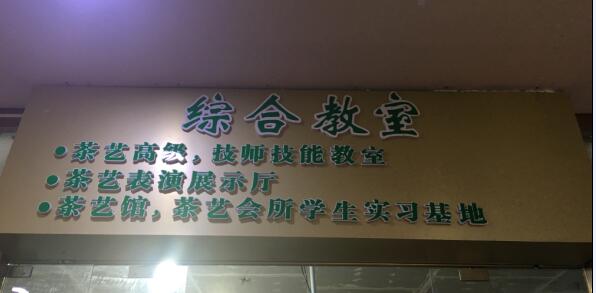 综合教室
•茶艺高级，技师技能教室
•茶艺表演展示厅
•茶艺馆，茶艺会所学生实习基地